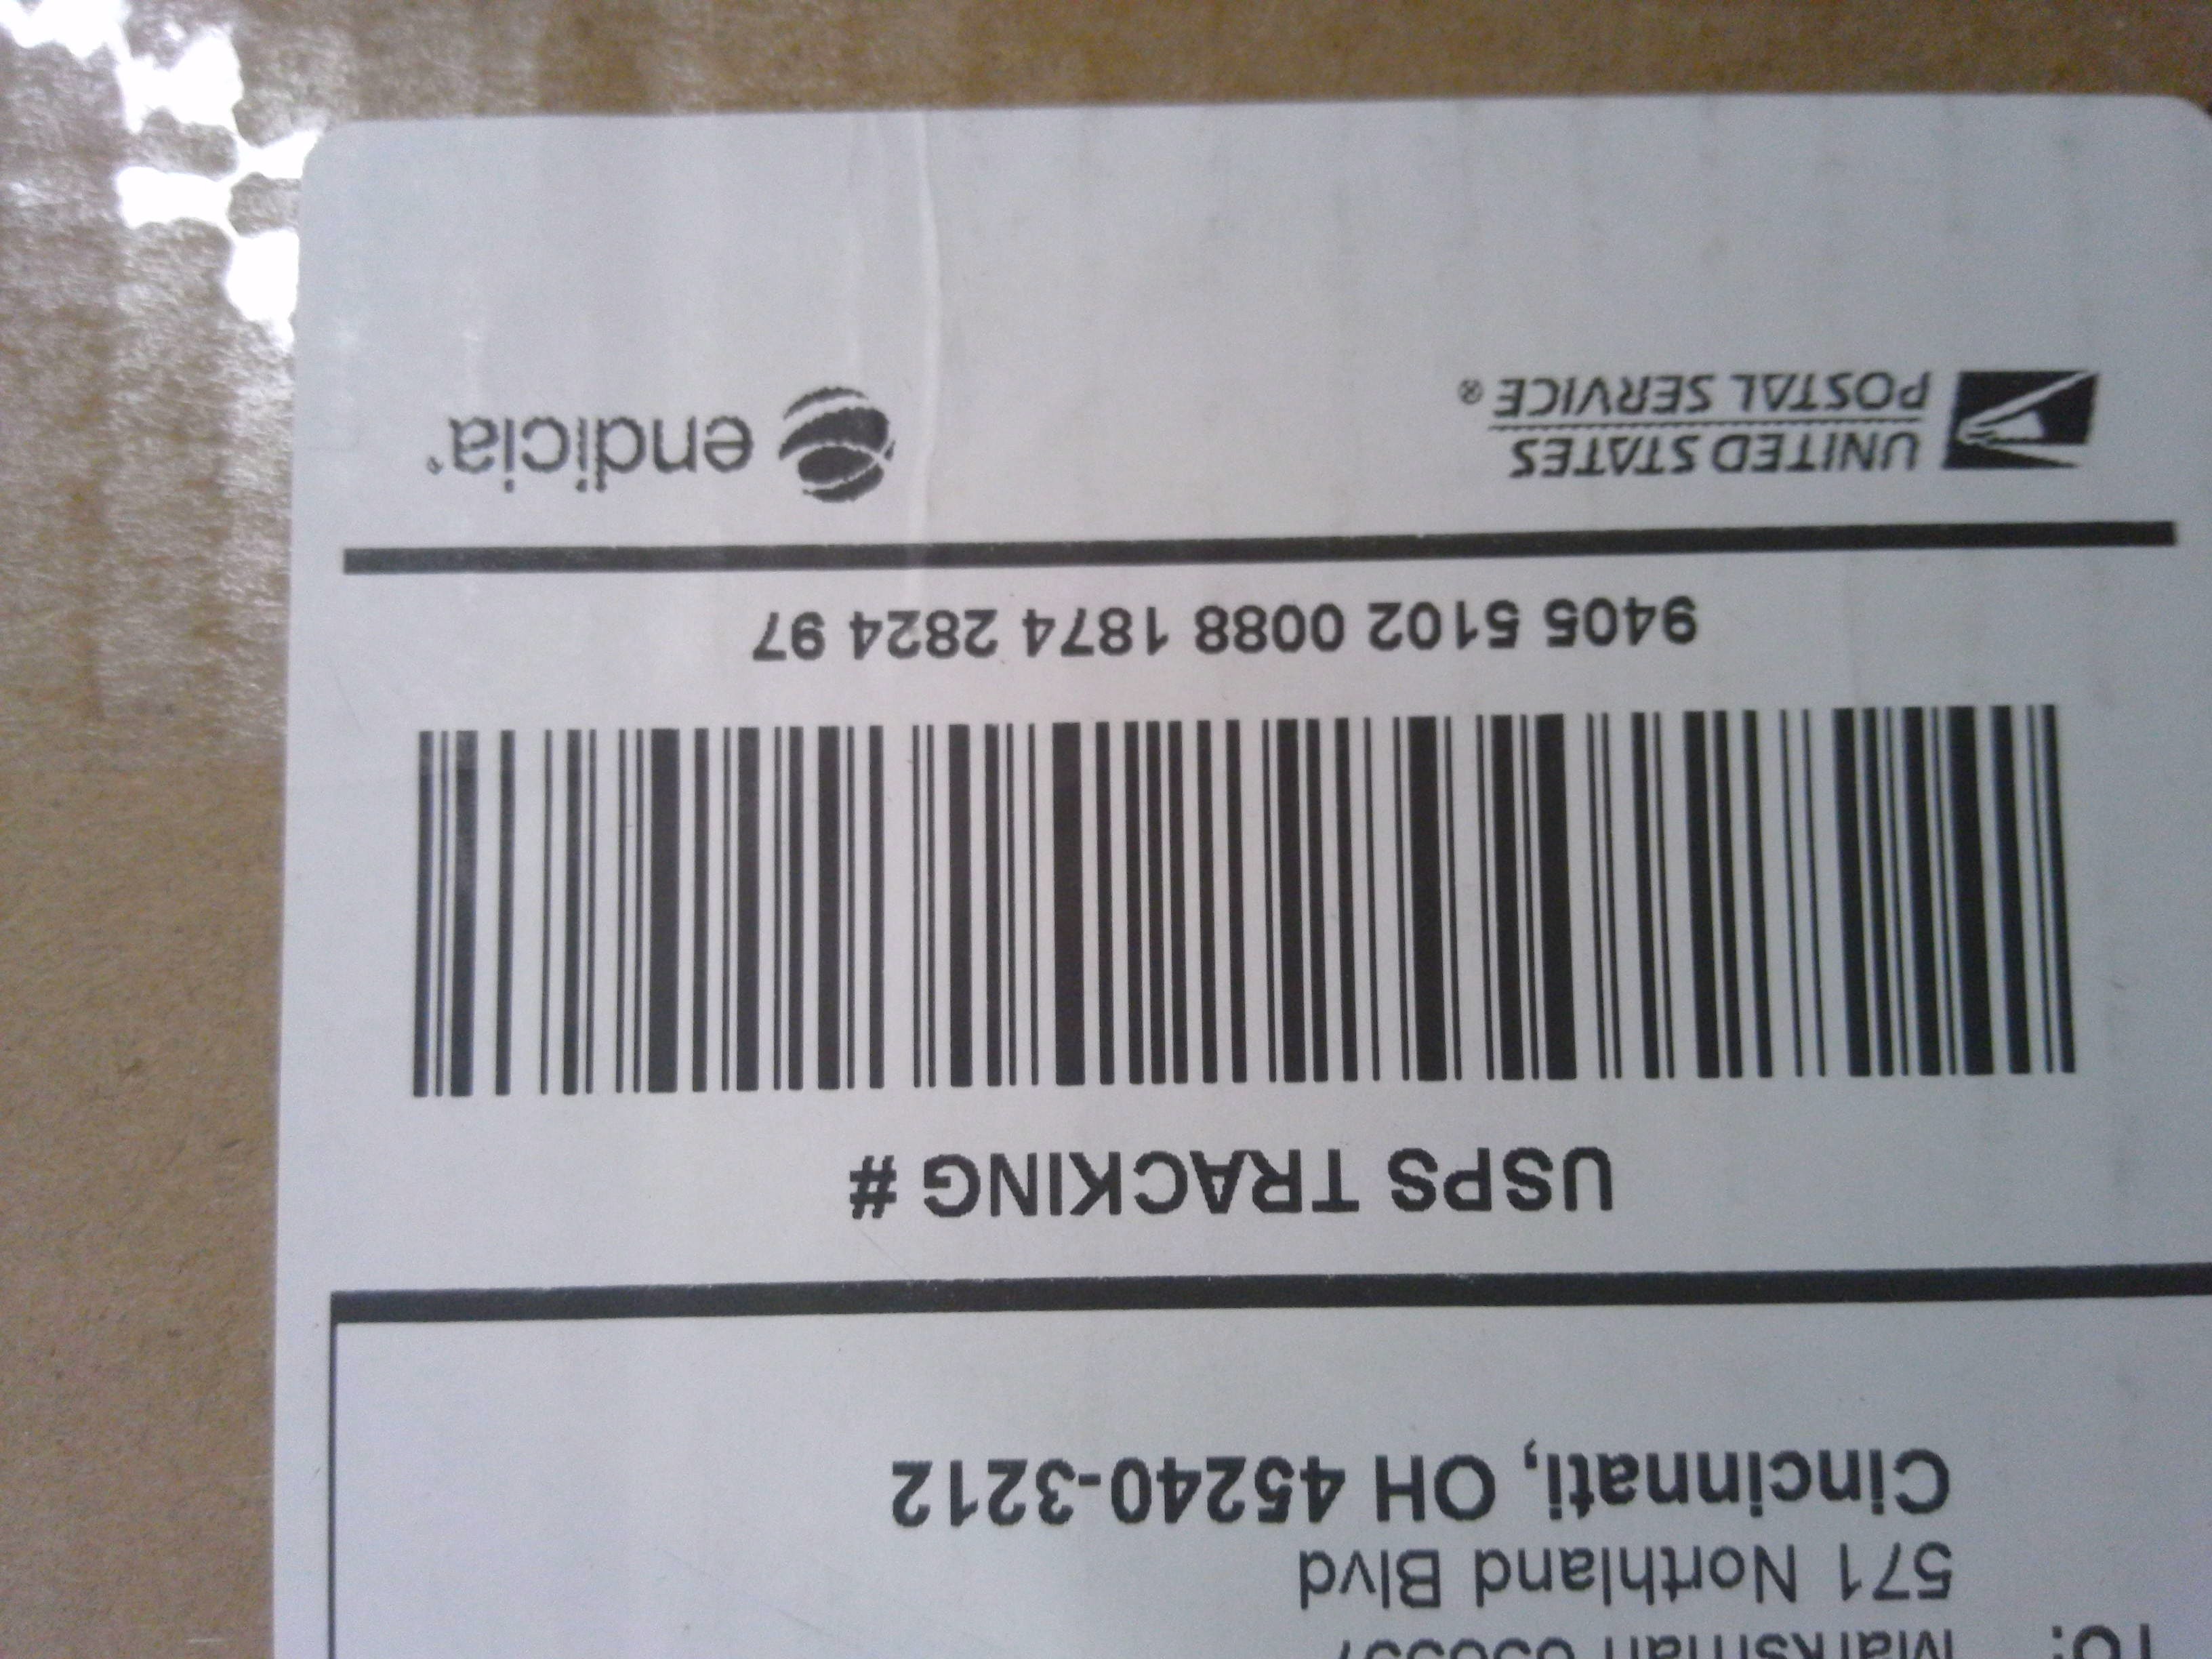 TO:
571 Northland Blvd
Cincinnati, OH 45240-3212
USPS TRACKING #
9405 5102 0088 1874 2824 97
UNITED STATES
POSTAL SERVICE®
endicia®